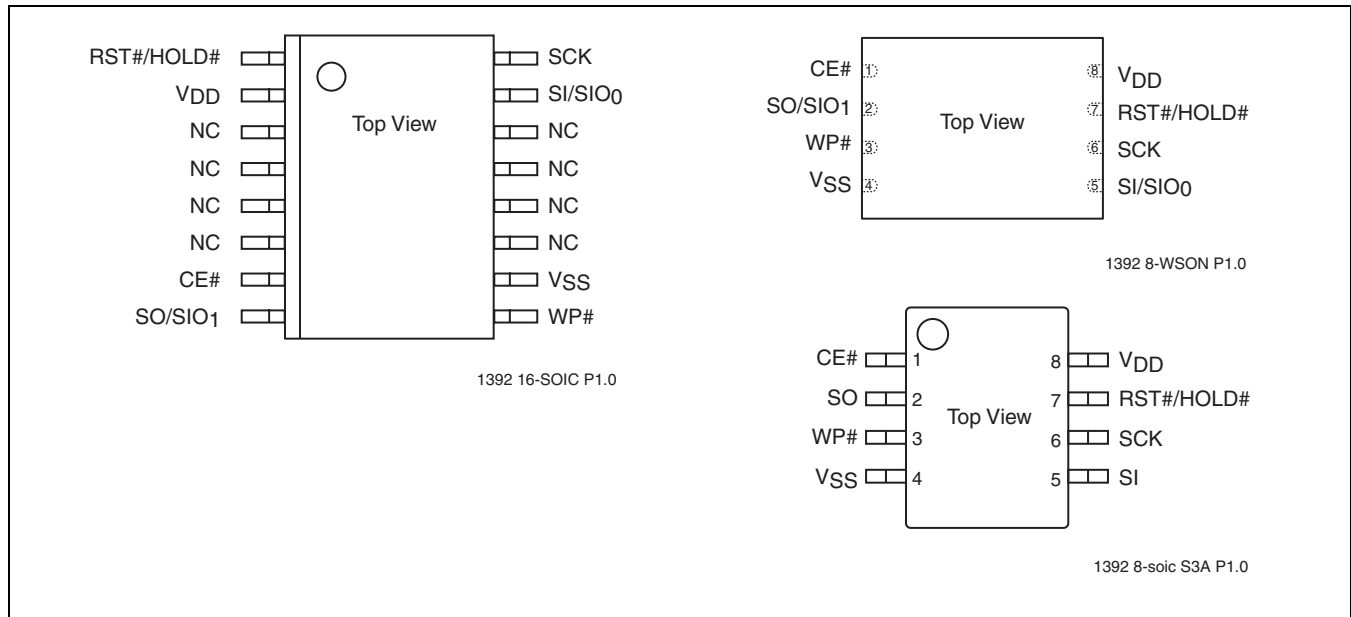 RST#/HOLD#
VDD
NC
NC
NC
NC
CE#
SO/SIO1
Top View
SCK
SI/SIO0
NC
NC
NC
NC
VSS
WP#
1392 16-SOIC P1.0
CE# 1
SO/SIO1 2
WP# 3
VSS 4
Top View
8 VDD
7 RST#/HOLD#
6 SCK
5 SI/SIO0
1392 8-WSON P1.0
CE# 1
SO 2
WP# 3
VSS 4
Top View
8 VDD
7 RST#/HOLD#
6 SCK
5 SI
1392 8-soic S3A P1.0